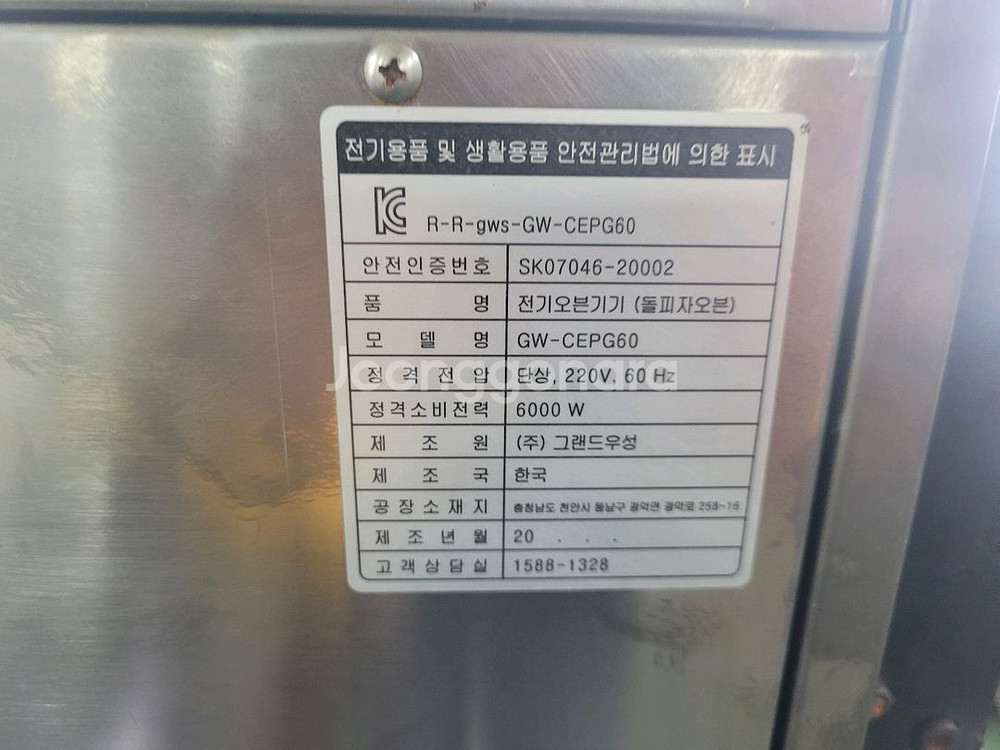 전기용품 및 생활용품 안전관리법에 의한 표시
KC R-R-gws-GW-CEPG60
안전인증번호 SK07046-20002
품 명 전기오븐기기 (돌피자오븐)
모 델 명 GW-CEPG60
정 격 전 압 단상, 220V, 60 Hz
정격소비전력 6000 W
제 조 원 (주) 그랜드우성
제 조 국 한국
공 장 소 재 지 충청남도 천안시 동남구 광덕면 광덕로 258-16
제 조 년 월 20 . . .
고 객 상 담 실 1588-1328
Joonggonara